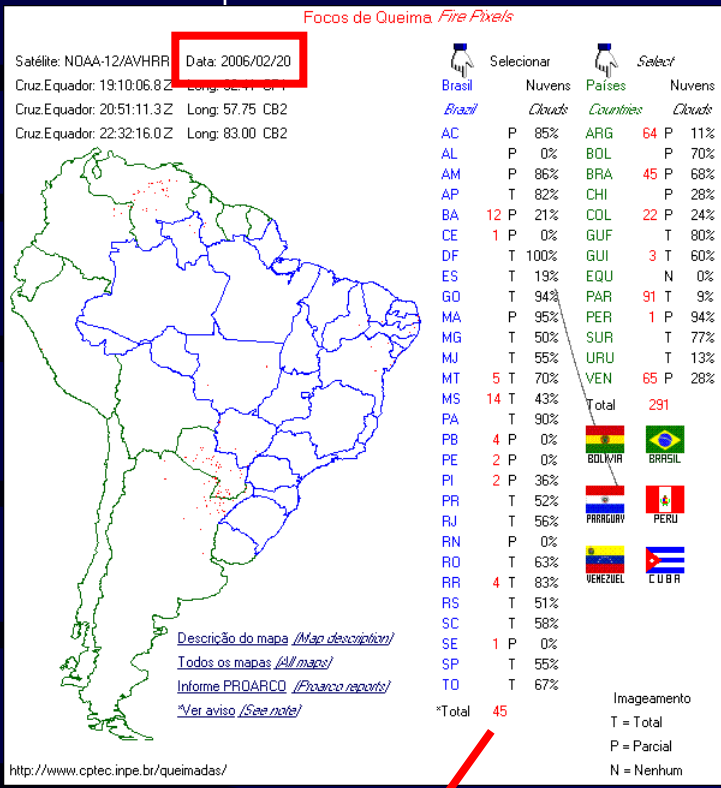 Focos de Queima Fire Pixels
Satélite: NOAA-12/AVHRR Data: 2006/02/20
Cruz.Equador: 19:10:06.8 Z Long:
Cruz.Equador: 20:51:11.3 Z Long: 57.75 CB2
Cruz.Equador: 22:32:16.0 Z Long: 83.00 CB2
Selecionar Select
Brasil Nuvens Países Nuvens
Brazil Clouds Countries Clouds
AC P 85% ARG 64 P 11%
AL P 0% BOL P 70%
AM P 86% BRA 45 P 68%
AP T 82% CHI P 28%
BA 12 P 21% COL 22 P 24%
CE 1 P 0% GUF T 80%
DF T 100% GUI 3 T 60%
ES T 19% EQU N 0%
GO T 94% PAR 91 T 9%
MA P 95% PER 1 P 94%
MG T 50% SUR T 77%
MJ T 55% URU T 13%
MT 5 T 70% VEN 65 P 28%
MS 14 T 43% Total 291
PA T 90%
PB 4 P 0%
PE 2 P 0% BOLIVIA BRASIL
PI 2 P 36%
PR T 52%
RJ T 56% PARAGUAY PERU
RN P 0%
RO T 63%
RR 4 T 83% VENEZUEL CUBA
RS T 51%
SC T 58%
SE 1 P 0%
SP T 55%
TO T 67%
*Total 45
Descrição do mapa (Map description)
Todos os mapas (All maps)
Informe PROARCO (Proarco reports)
*Ver aviso (See note)
Imageamento
T = Total
P = Parcial
N = Nenhum
http://www.cptec.inpe.br/queimadas/